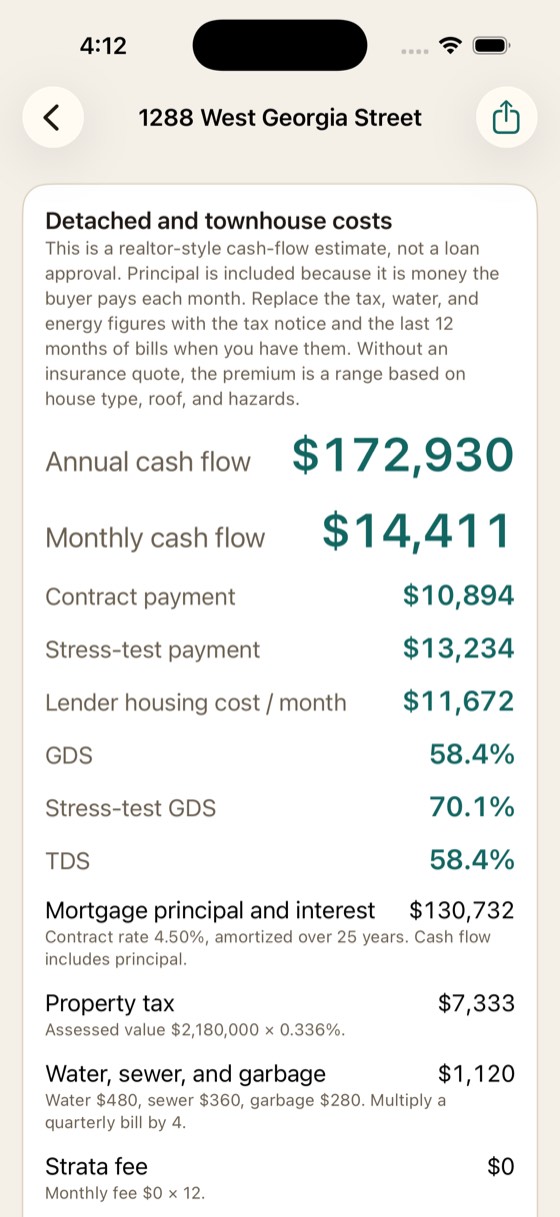 4:12
1288 West Georgia Street
Detached and townhouse costs
This is a realtor-style cash-flow estimate, not a loan
approval. Principal is included because it is money the
buyer pays each month. Replace the tax, water, and
energy figures with the tax notice and the last 12
months of bills when you have them. Without an
insurance quote, the premium is a range based on
house type, roof, and hazards.
Annual cash flow $172,930
Monthly cash flow $14,411
Contract payment $10,894
Stress-test payment $13,234
Lender housing cost / month $11,672
GDS 58.4%
Stress-test GDS 70.1%
TDS 58.4%
Mortgage principal and interest $130,732
Contract rate 4.50%, amortized over 25 years. Cash flow
includes principal.
Property tax $7,333
Assessed value $2,180,000 × 0.336%.
Water, sewer, and garbage $1,120
Water $480, sewer $360, garbage $280. Multiply a
quarterly bill by 4.
Strata fee $0
Monthly fee $0 × 12.